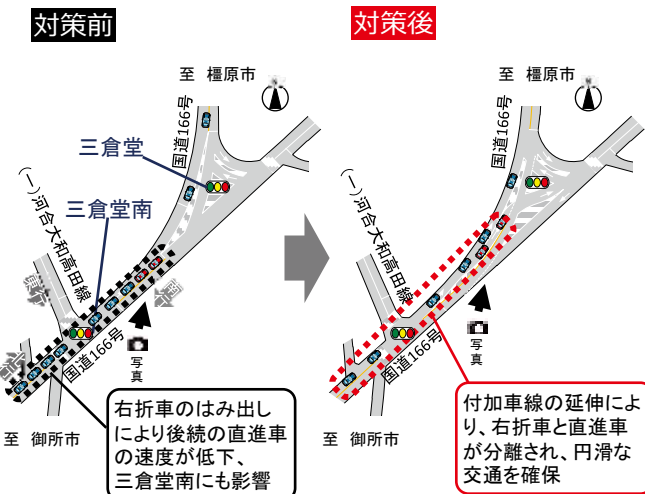 対策前
至 橿原市
国道166号
三倉堂
三倉堂南
(一)河合大和高田線
国道166号
写真
至 御所市
右折車のはみ出し
により後続の直進車
の速度が低下、
三倉堂南にも影響
対策後
至 橿原市
国道166号
(一)河合大和高田線
国道166号
写真
至 御所市
付加車線の延伸によ
り、右折車と直進車
が分離され、円滑な
交通を確保